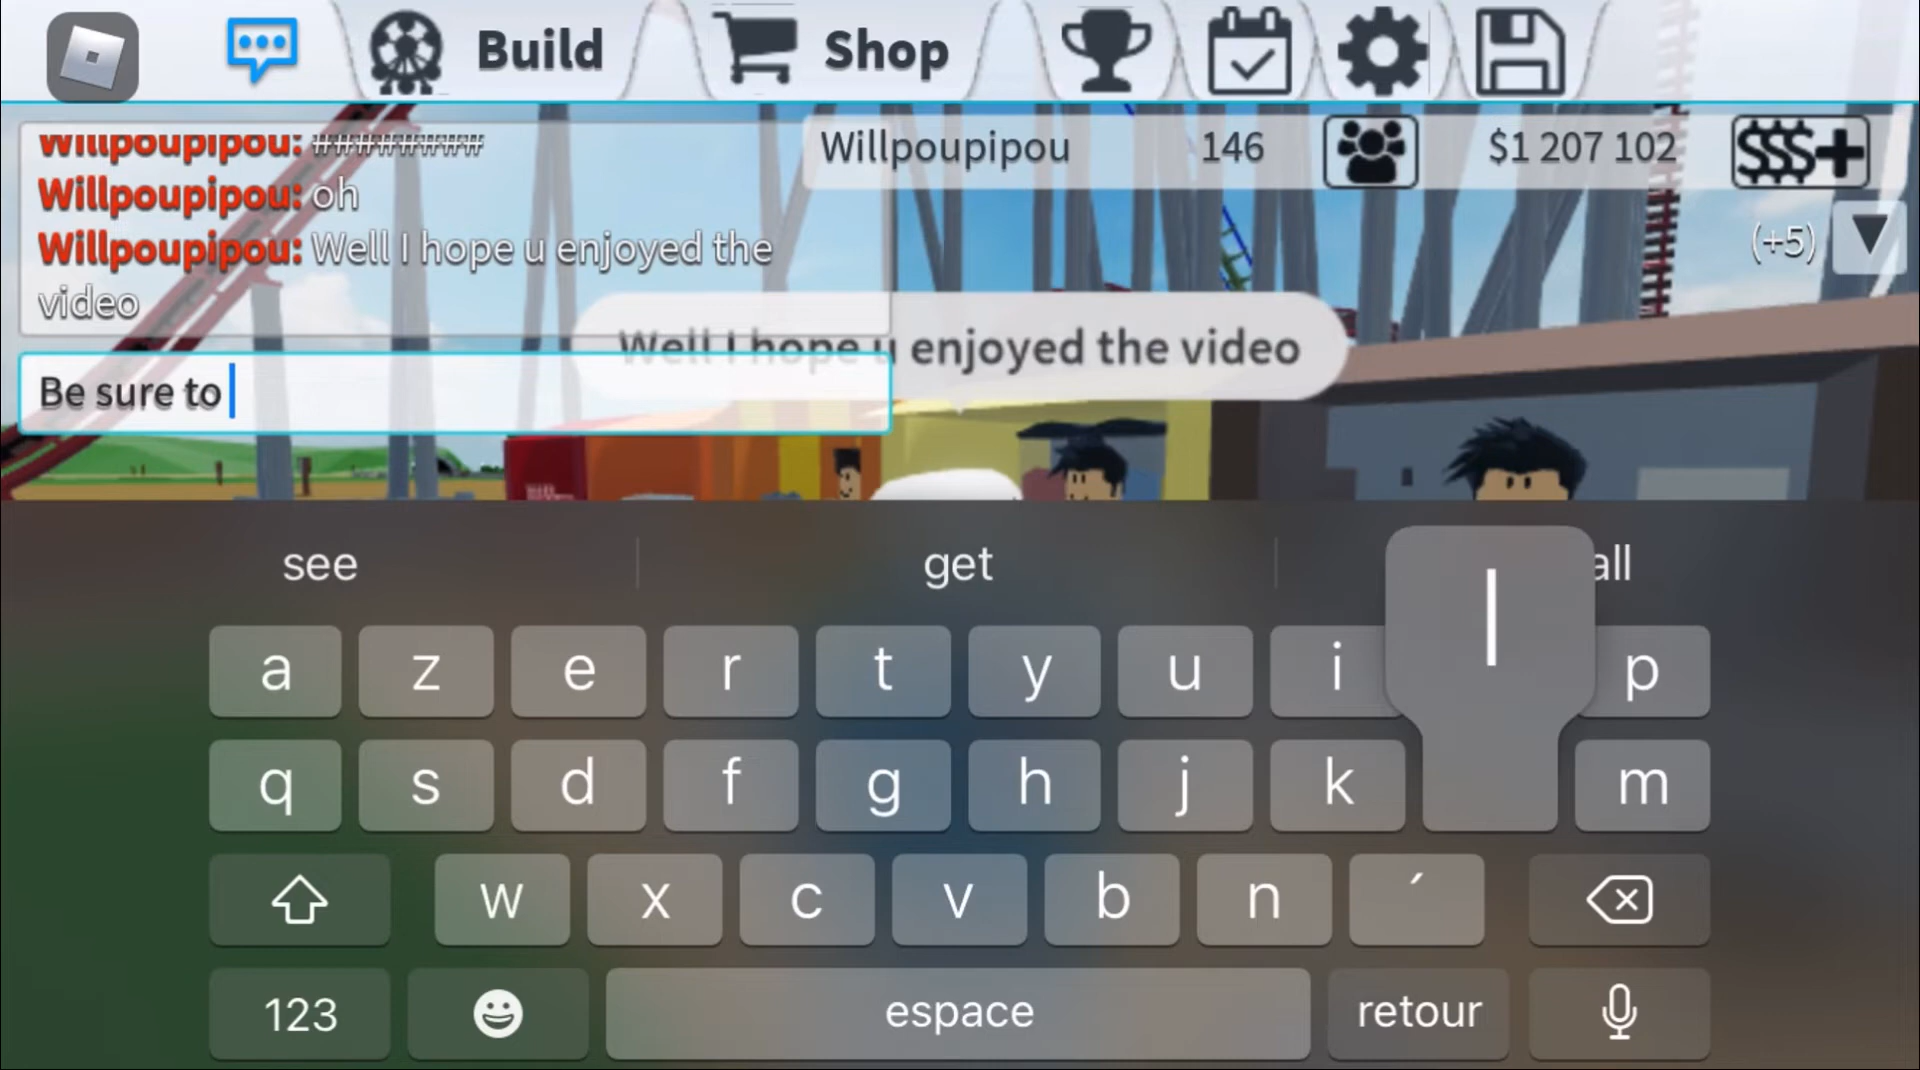 Build
Shop
Willpoupipou: #########
Willpoupipou: oh
Willpoupipou: Well I hope u enjoyed the
video
Willpoupipou 146 $1 207 102 $$$+
(+5)
Well I hope u enjoyed the video
Be sure to
see get all
a z e r t y u i p
q s d f g h j k l m
w x c v b n ´
123 espace retour